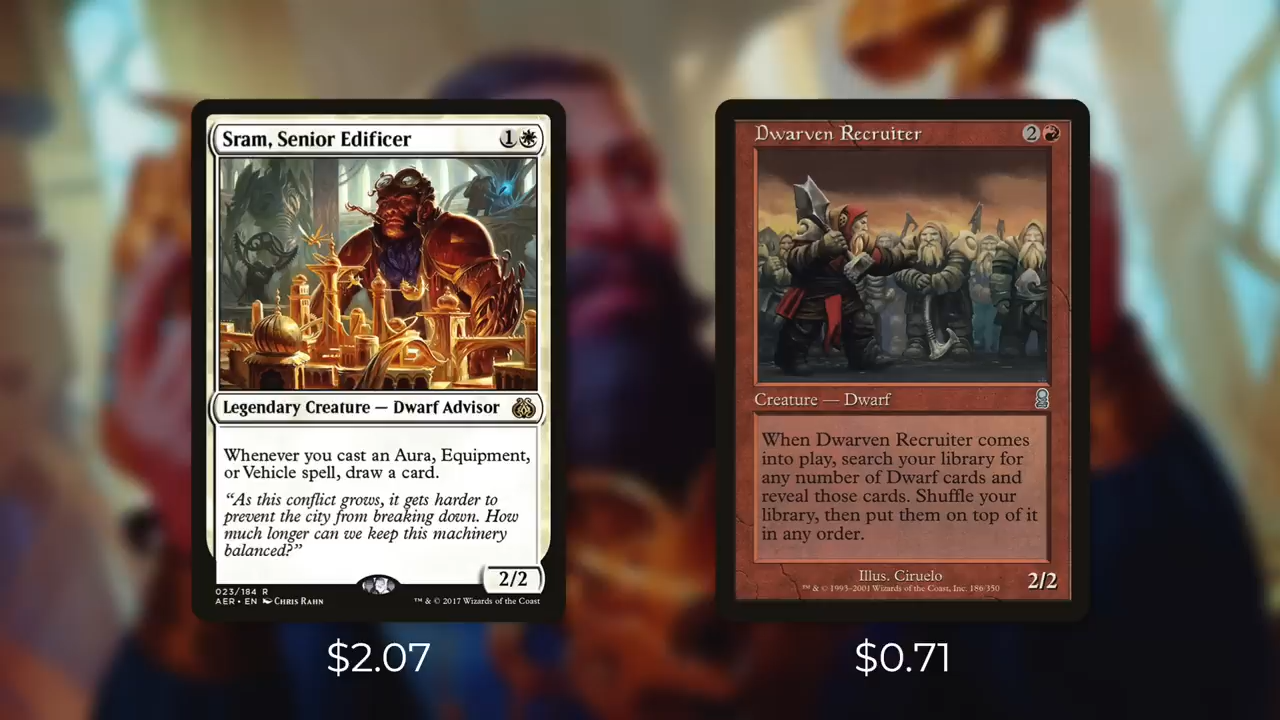 Sram, Senior Edificer 1
Legendary Creature — Dwarf Advisor
Whenever you cast an Aura, Equipment,
or Vehicle spell, draw a card.
“As this conflict grows, it gets harder to
prevent the city from breaking down. How
much longer can we keep this machinery
balanced?”
2/2
023/184 R
AER • EN Chris Rahn
™ & © 2017 Wizards of the Coast
$2.07
Dwarven Recruiter 2
Creature — Dwarf
When Dwarven Recruiter comes
into play, search your library for
any number of Dwarf cards and
reveal those cards. Shuffle your
library, then put them on top of it
in any order.
Illus. Ciruelo
™ & © 1993-2001 Wizards of the Coast, Inc. 186/350
2/2
$0.71